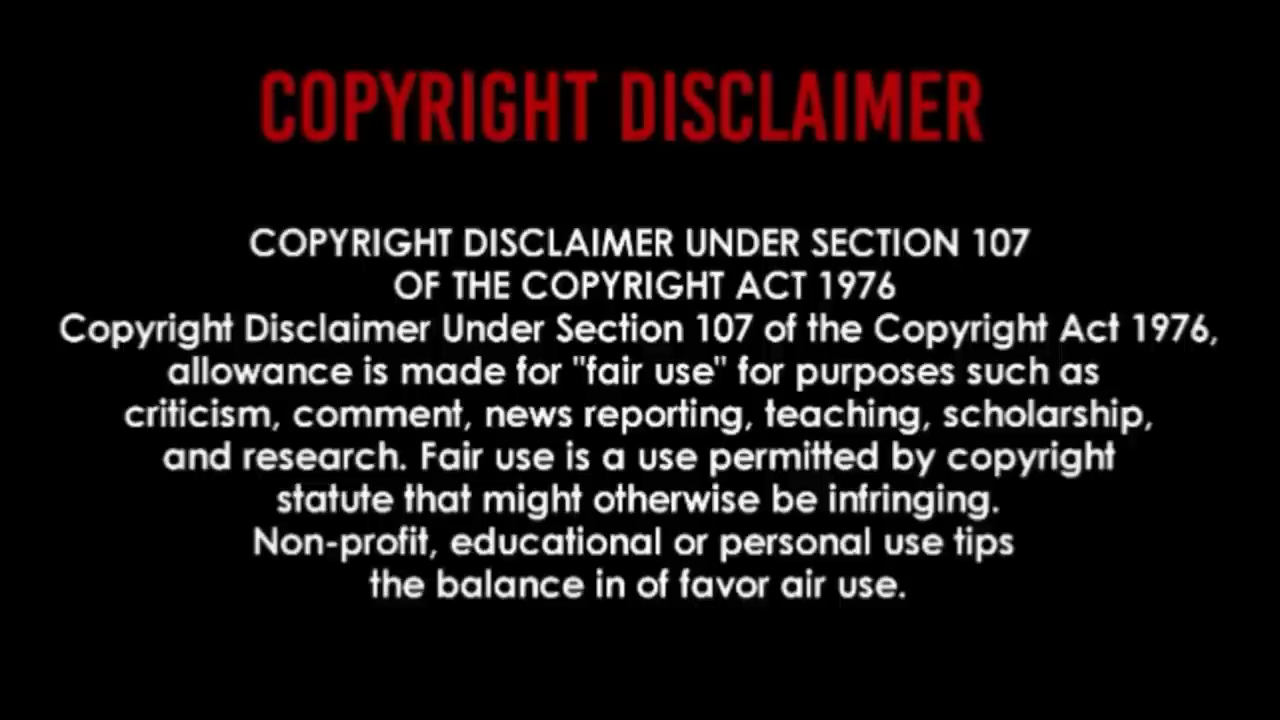 COPYRIGHT DISCLAIMER
COPYRIGHT DISCLAIMER UNDER SECTION 107
OF THE COPYRIGHT ACT 1976
Copyright Disclaimer Under Section 107 of the Copyright Act 1976,
allowance is made for "fair use" for purposes such as
criticism, comment, news reporting, teaching, scholarship,
and research. Fair use is a use permitted by copyright
statute that might otherwise be infringing.
Non-profit, educational or personal use tips
the balance in of favor air use.